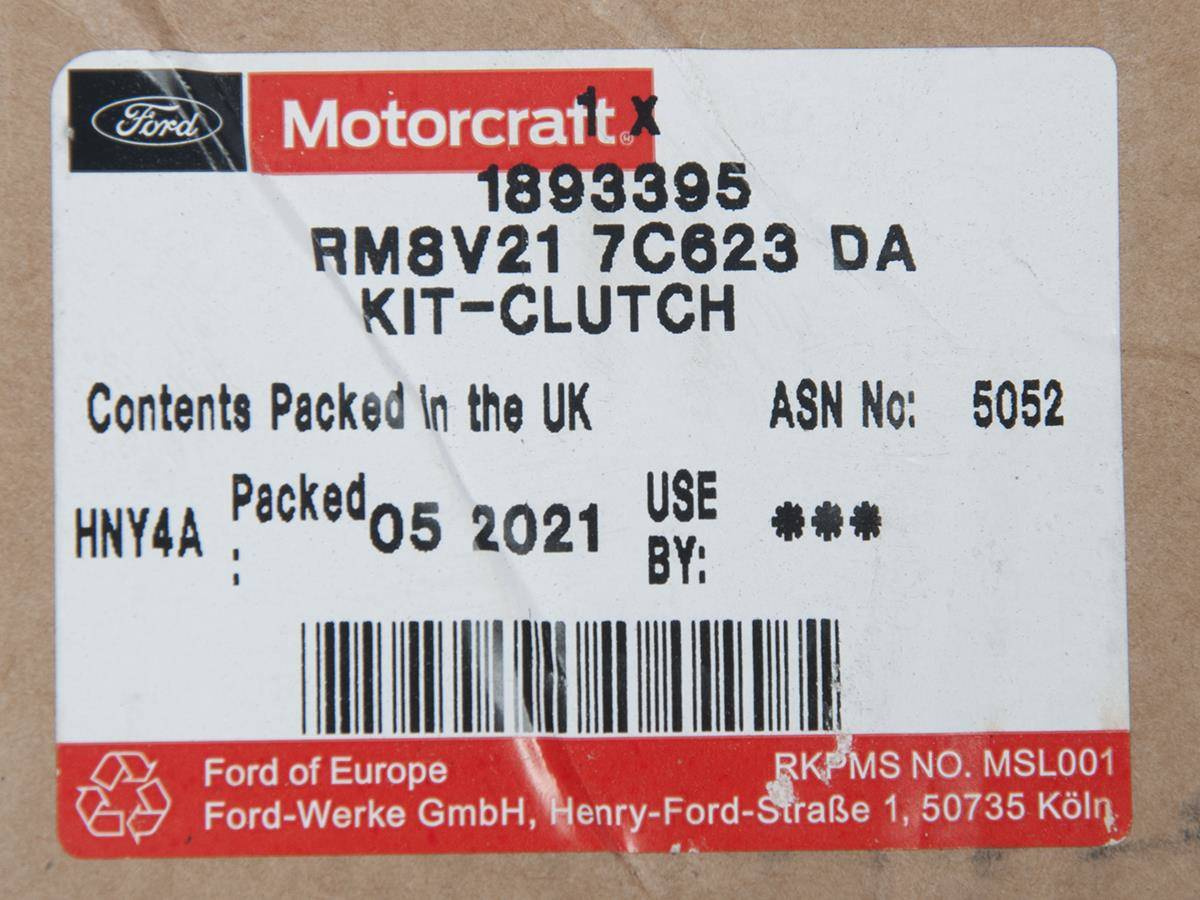 Ford Motorcraft® 1 x
1893395
RM8V21 7C623 DA
KIT-CLUTCH
Contents Packed in the UK ASN No: 5052
HNY4A Packed : 05 2021 USE BY: ***
Ford of Europe RKPMS NO. MSL001
Ford-Werke GmbH, Henry-Ford-Straße 1, 50735 Köln